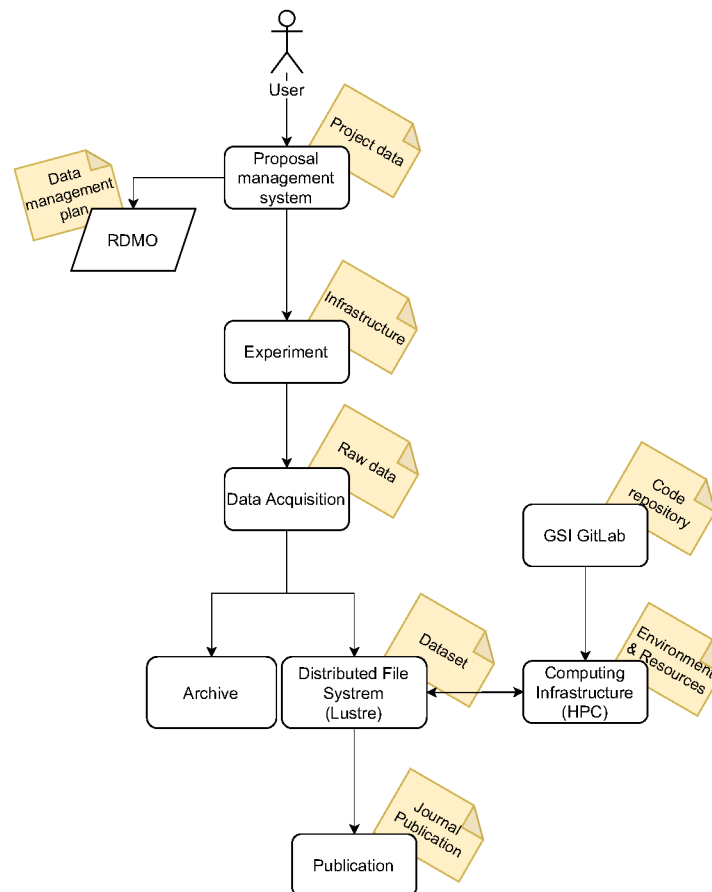 User
Project data
Proposal
management
system
Data
management
plan
RDMO
Infrastructure
Experiment
Raw data
Data Acquisition
Code
repository
GSI GitLab
Dataset
Environment
& Resources
Archive
Distributed File
Systrem
(Lustre)
Computing
Infrastructure
(HPC)
Journal
Publication
Publication